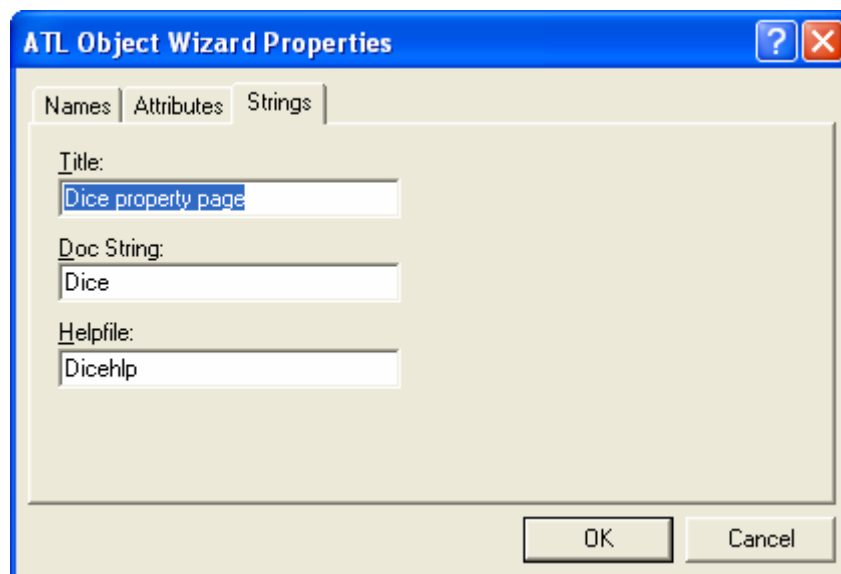 ATL Object Wizard Properties
Names Attributes Strings
Title:
Dice property page
Doc String:
Dice
Helpfile:
Dicehlp
OK Cancel